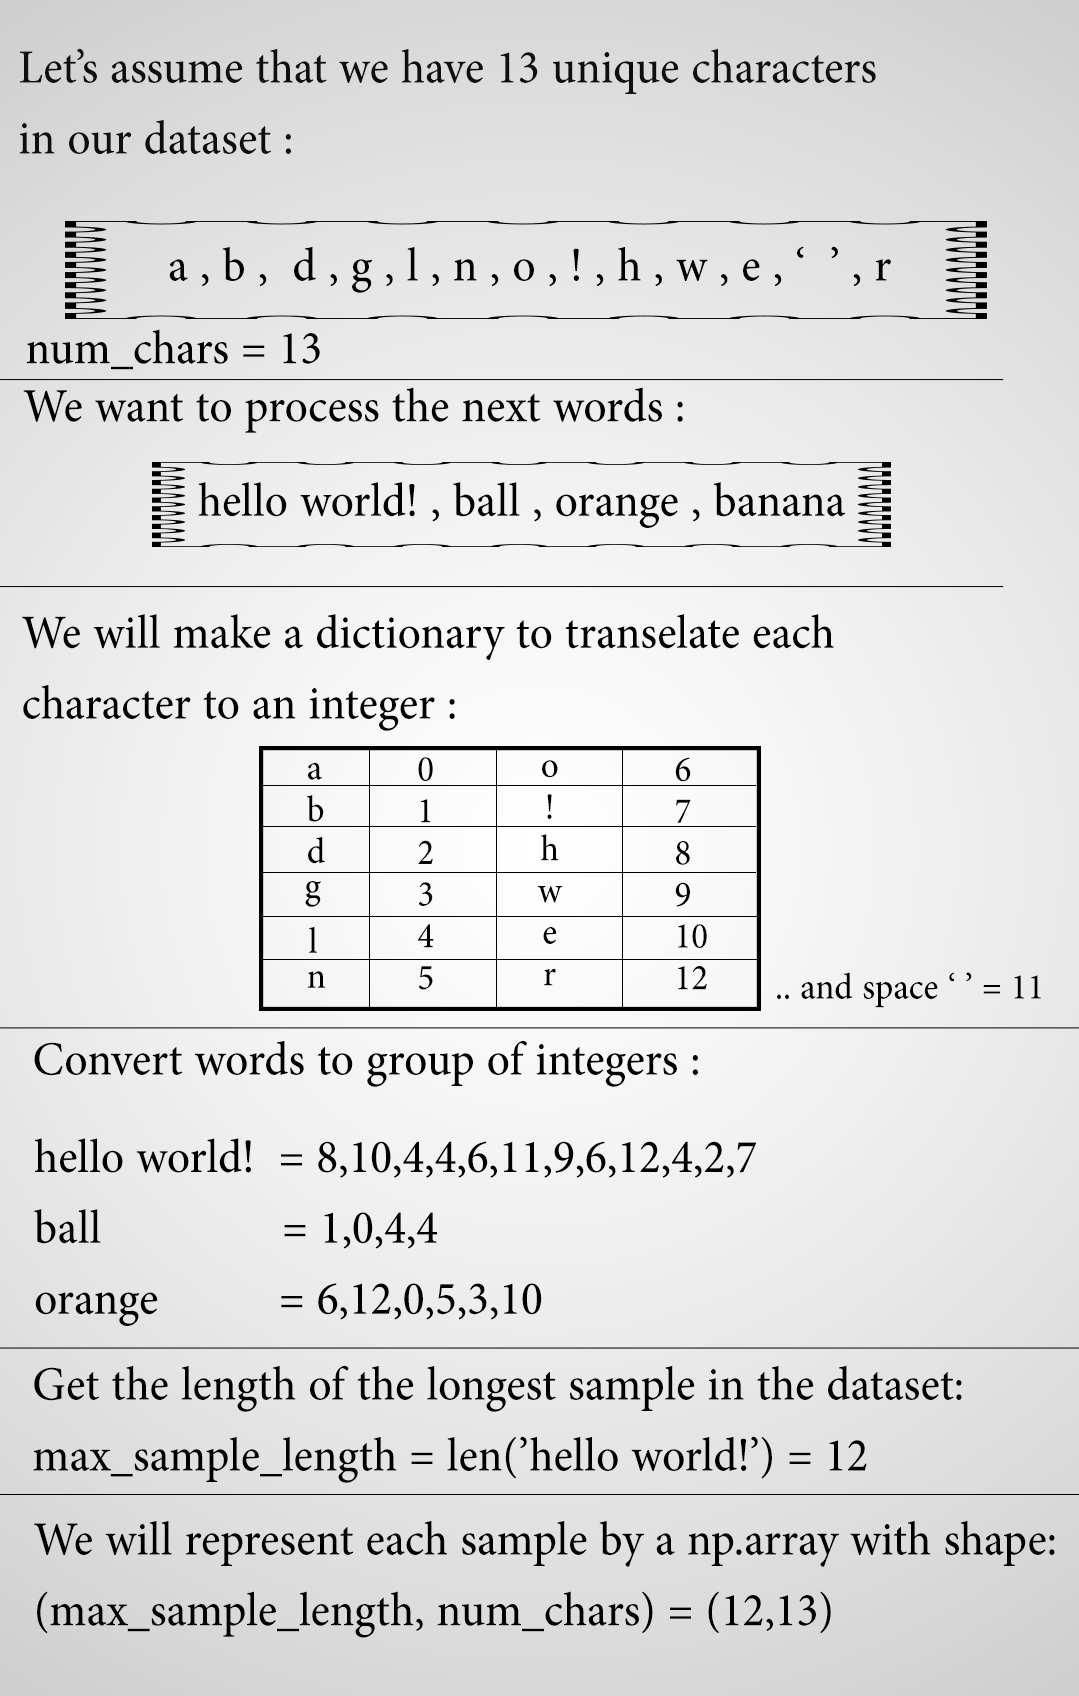 Let’s assume that we have 13 unique characters
in our dataset :
a , b , d , g , l , n , o , ! , h , w , e , ‘ ’ , r
num_chars = 13
We want to process the next words :
hello world! , ball , orange , banana
We will make a dictionary to transelate each
character to an integer :
a 0 o 6
b 1 ! 7
d 2 h 8
g 3 w 9
l 4 e 10
n 5 r 12
.. and space ‘ ’ = 11
Convert words to group of integers :
hello world! = 8,10,4,4,6,11,9,6,12,4,2,7
ball = 1,0,4,4
orange = 6,12,0,5,3,10
Get the length of the longest sample in the dataset:
max_sample_length = len(’hello world!’) = 12
We will represent each sample by a np.array with shape:
(max_sample_length, num_chars) = (12,13)